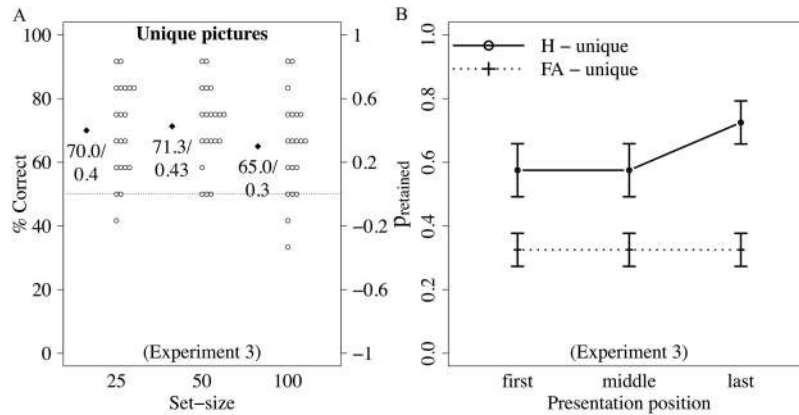 A
Unique pictures
100
80
60
40
20
0
% Correct
1
0.6
0.2
−0.2
−0.6
−1
Pretained
70.0/
0.4
71.3/
0.43
65.0/
0.3
(Experiment 3)
25 50 100
Set-size
B
1.0
0.8
0.6
0.4
0.2
0.0
H − unique
FA − unique
(Experiment 3)
first middle last
Presentation position